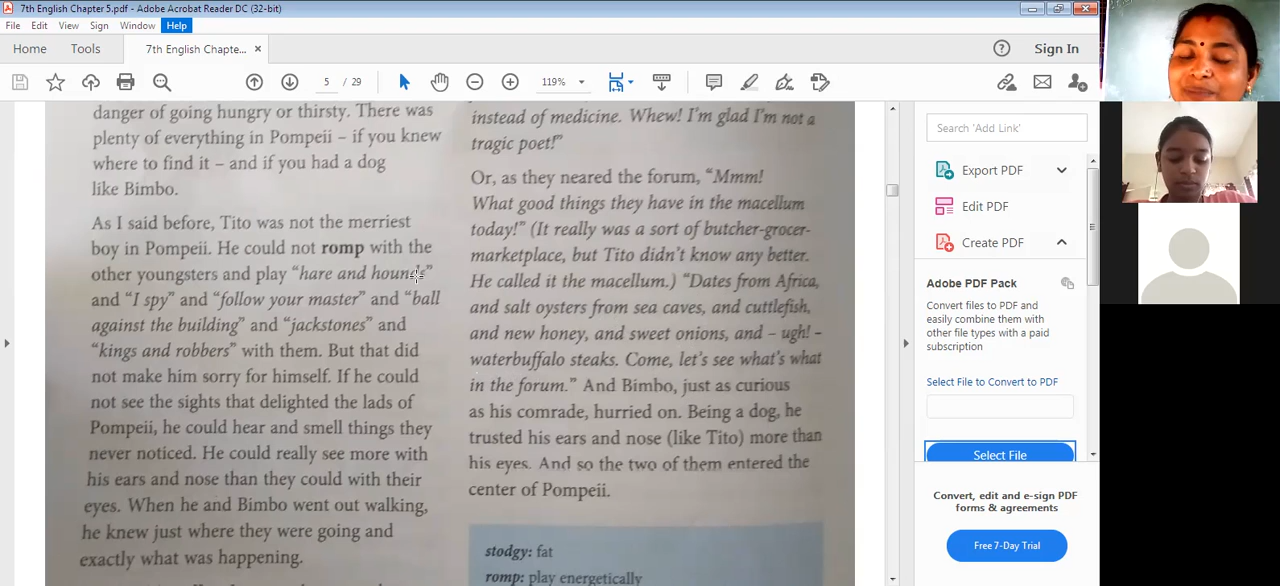 7th English Chapter 5.pdf - Adobe Acrobat Reader DC (32-bit)
File Edit View Sign Window Help
Home Tools 7th English Chapte... × Sign In
5 / 29 119%
danger of going hungry or thirsty. There was
plenty of everything in Pompeii – if you knew
where to find it – and if you had a dog
like Bimbo.
As I said before, Tito was not the merriest
boy in Pompeii. He could not romp with the
other youngsters and play “hare and hounds”
and “I spy” and “follow your master” and “ball
against the building” and “jackstones” and
“kings and robbers” with them. But that did
not make him sorry for himself. If he could
not see the sights that delighted the lads of
Pompeii, he could hear and smell things they
never noticed. He could really see more with
his ears and nose than they could with their
eyes. When he and Bimbo went out walking,
he knew just where they were going and
exactly what was happening.
instead of medicine. Whew! I'm glad I'm not a
tragic poet!”
Or, as they neared the forum, “Mmm!
What good things they have in the macellum
today!” (It really was a sort of butcher-grocer-
marketplace, but Tito didn't know any better.
He called it the macellum.) “Dates from Africa,
and salt oysters from sea caves, and cuttlefish,
and new honey, and sweet onions, and – ugh! –
waterbuffalo steaks. Come, let's see what's what
in the forum.” And Bimbo, just as curious
as his comrade, hurried on. Being a dog, he
trusted his ears and nose (like Tito) more than
his eyes. And so the two of them entered the
center of Pompeii.
stodgy: fat
romp: play energetically
Search 'Add Link'
Export PDF
Edit PDF
Create PDF
Adobe PDF Pack
Convert files to PDF and
easily combine them with
other file types with a paid
subscription
Select File to Convert to PDF
Select File
Convert, edit and e-sign PDF
forms & agreements
Free 7-Day Trial